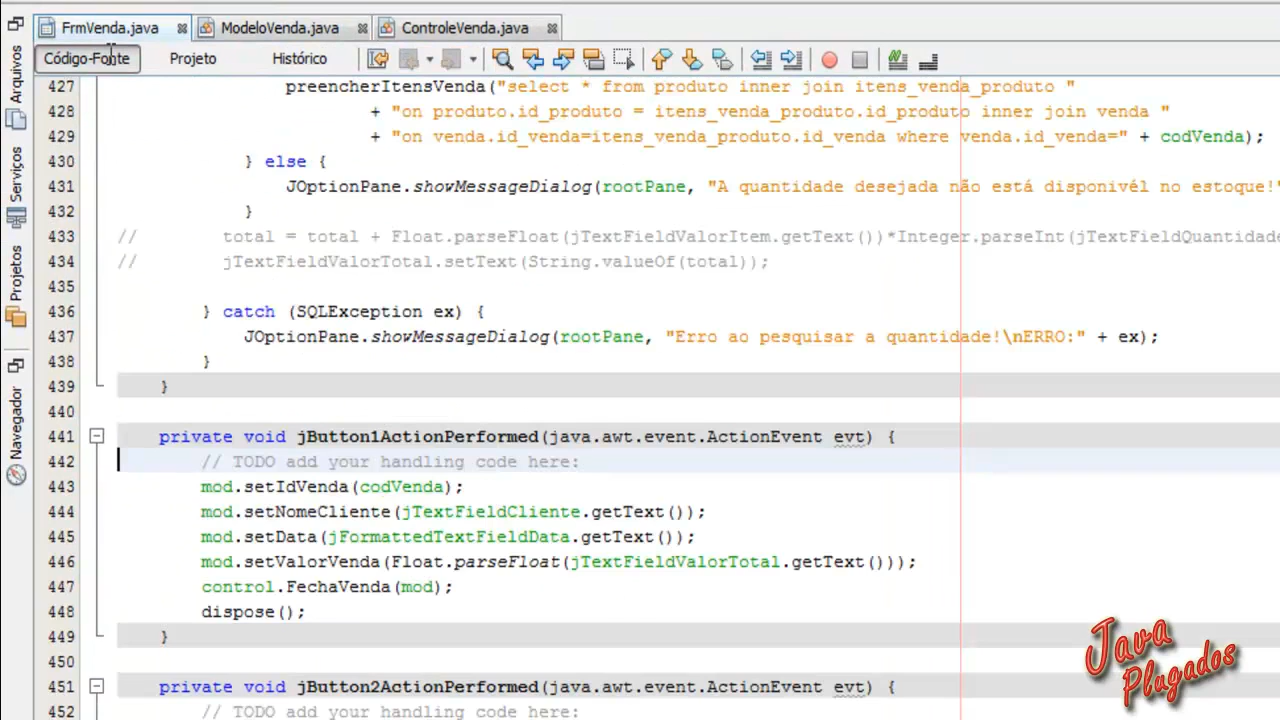 FrmVenda.java
ModeloVenda.java
ControleVenda.java
Código-Fonte
Projeto
Histórico
Arquivos
Serviços
Projetos
Navegador
427 preencherItensVenda("select * from produto inner join itens_venda_produto "
428 + "on produto.id_produto = itens_venda_produto.id_produto inner join venda "
429 + "on venda.id_venda=itens_venda_produto.id_venda where venda.id_venda=" + codVenda);
430 } else {
431 JOptionPane.showMessageDialog(rootPane, "A quantidade desejada não está disponivél no estoque!"
432 }
433 // total = total + Float.parseFloat(jTextFieldValorItem.getText())*Integer.parseInt(jTextFieldQuantidade
434 // jTextFieldValorTotal.setText(String.valueOf(total));
435
436 } catch (SQLException ex) {
437 JOptionPane.showMessageDialog(rootPane, "Erro ao pesquisar a quantidade!\nERRO:" + ex);
438 }
439 }
440
441 private void jButton1ActionPerformed(java.awt.event.ActionEvent evt) {
442 // TODO add your handling code here:
443 mod.setIdVenda(codVenda);
444 mod.setNomeCliente(jTextFieldCliente.getText());
445 mod.setData(jFormattedTextFieldData.getText());
446 mod.setValorVenda(Float.parseFloat(jTextFieldValorTotal.getText()));
447 control.FechaVenda(mod);
448 dispose();
449 }
450
451 private void jButton2ActionPerformed(java.awt.event.ActionEvent evt) {
452 // TODO add your handling code here:
Java
Plugados